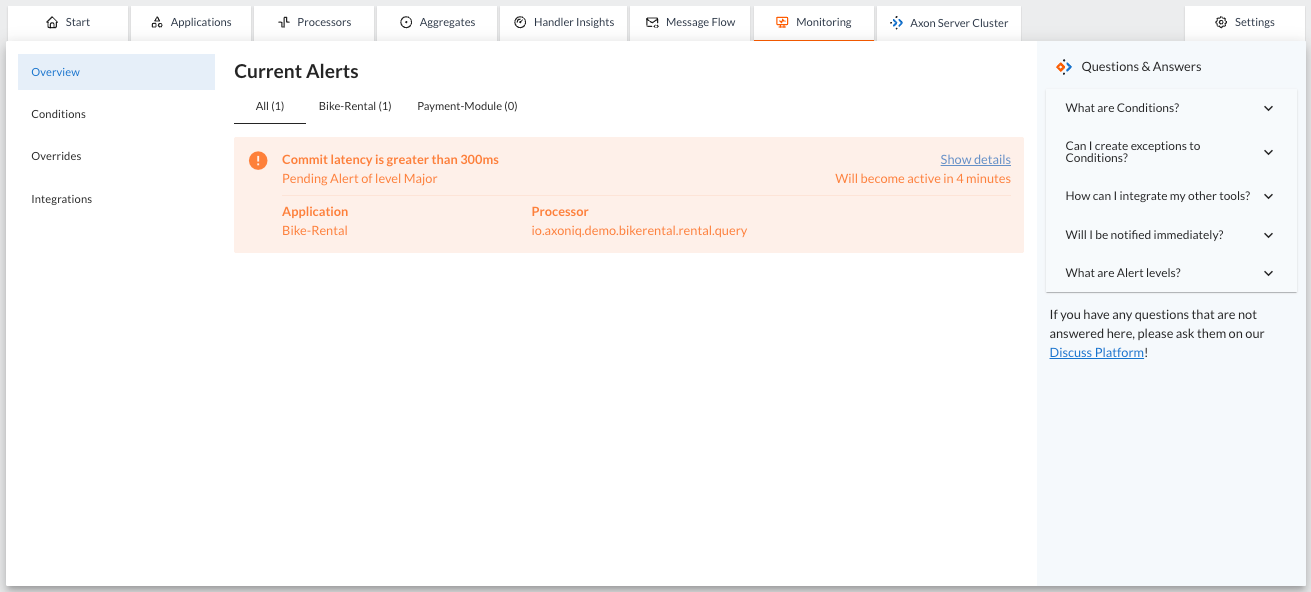 Start
Applications
Processors
Aggregates
Handler Insights
Message Flow
Monitoring
Axon Server Cluster
Settings
Overview
Conditions
Overrides
Integrations
Current Alerts
All (1)
Bike-Rental (1)
Payment-Module (0)
Commit latency is greater than 300ms
Show details
Pending Alert of level Major
Will become active in 4 minutes
Application
Processor
Bike-Rental
io.axoniq.demo.bikerental.rental.query
Questions & Answers
What are Conditions?
Can I create exceptions to
Conditions?
How can I integrate my other tools?
Will I be notified immediately?
What are Alert levels?
If you have any questions that are not
answered here, please ask them on our
Discuss Platform!